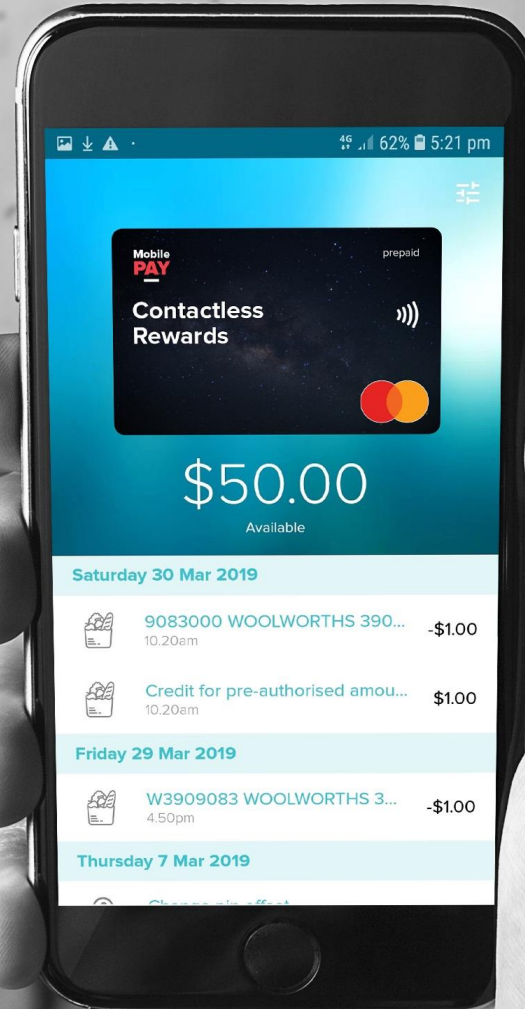 4G 62% 5:21 pm
Mobile
PAY
prepaid
Contactless
Rewards
$50.00
Available
Saturday 30 Mar 2019
9083000 WOOLWORTHS 390... -$1.00
10.20am
Credit for pre-authorised amou... $1.00
10.20am
Friday 29 Mar 2019
W3909083 WOOLWORTHS 3... -$1.00
4.50pm
Thursday 7 Mar 2019